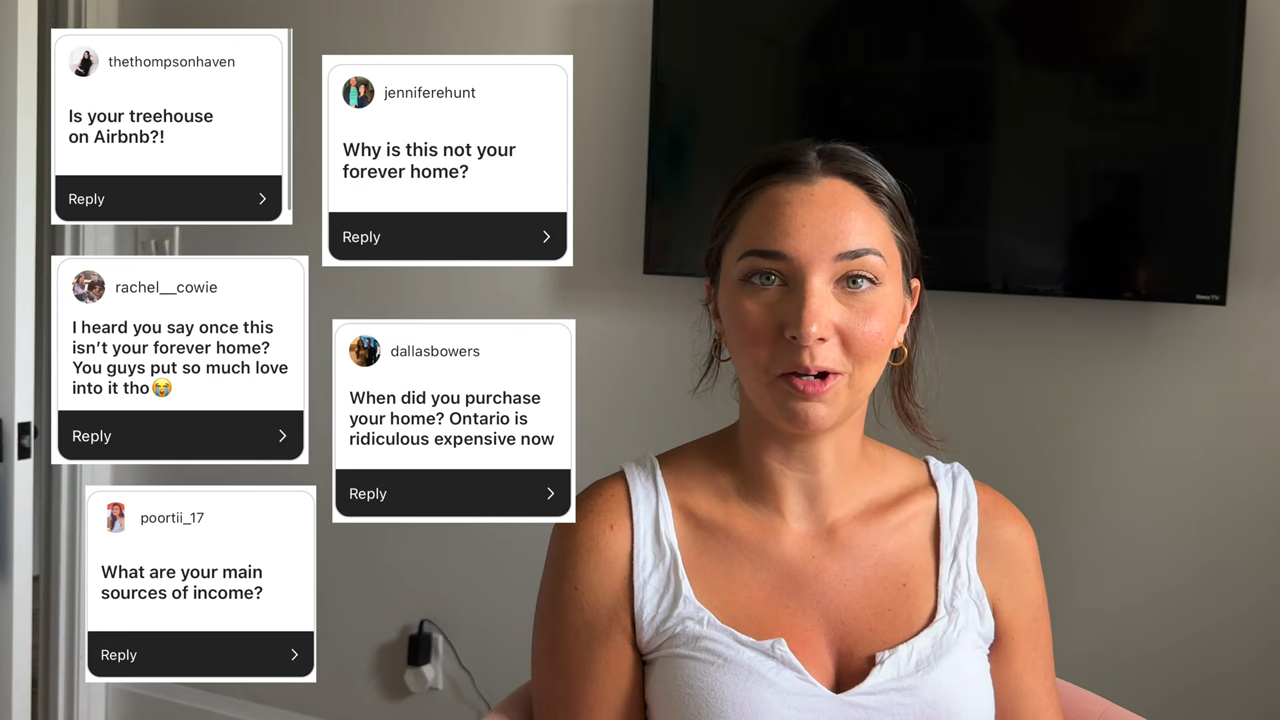 thethompsonhaven
Is your treehouse
on Airbnb?!
Reply
jenniferehunt
Why is this not your
forever home?
Reply
rachel__cowie
I heard you say once this
isn’t your forever home?
You guys put so much love
into it tho😭
Reply
dallasbowers
When did you purchase
your home? Ontario is
ridiculous expensive now
Reply
poortii_17
What are your main
sources of income?
Reply
Roku TV